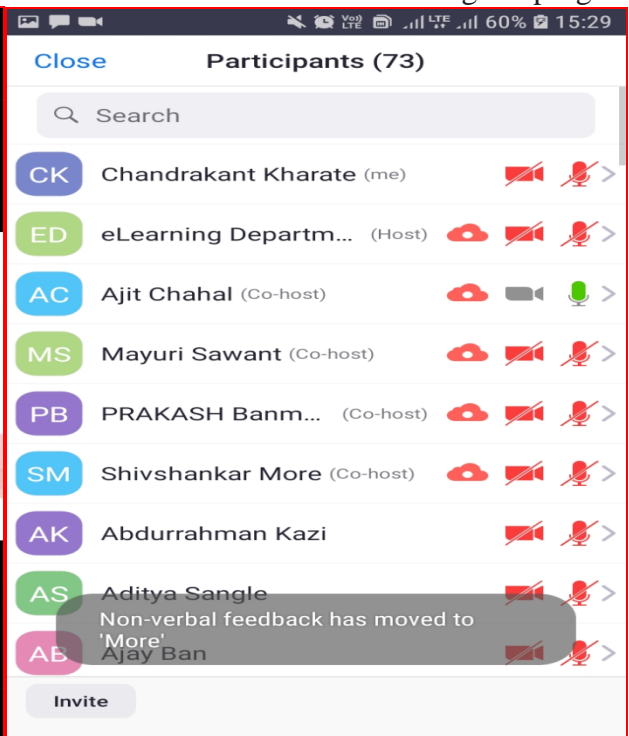 LTE 60% 15:29
Close Participants (73)
Search
CK Chandrakant Kharate (me)
ED eLearning Departm... (Host)
AC Ajit Chahal (Co-host)
MS Mayuri Sawant (Co-host)
PB PRAKASH Banm... (Co-host)
SM Shivshankar More (Co-host)
AK Abdurrahman Kazi
AS Aditya Sangle
Non-verbal feedback has moved to
'More'
AB Ajay Ban
Invite